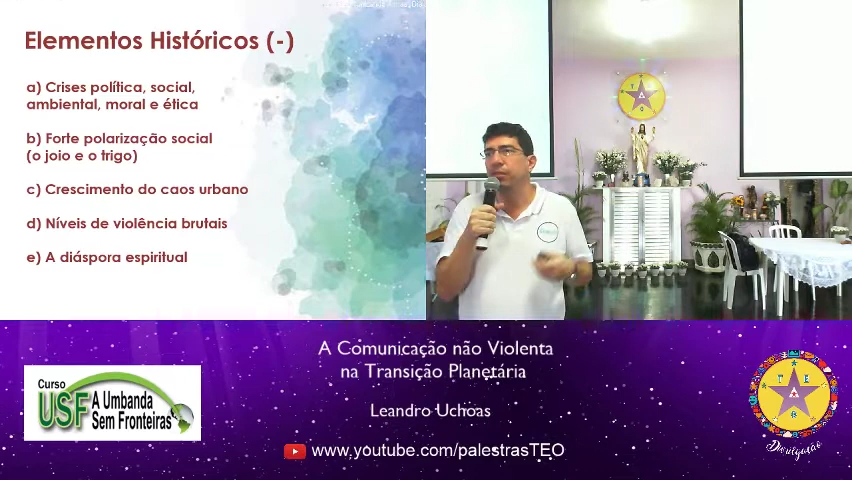 Elementos Históricos (-)
a) Crises política, social,
ambiental, moral e ética
b) Forte polarização social
(o joio e o trigo)
c) Crescimento do caos urbano
d) Níveis de violência brutais
e) A diáspora espiritual
A Comunicação não Violenta
na Transição Planetária
Leandro Uchoas
www.youtube.com/palestrasTEO
Curso
USF A Umbanda
Sem Fronteiras
Divulgação